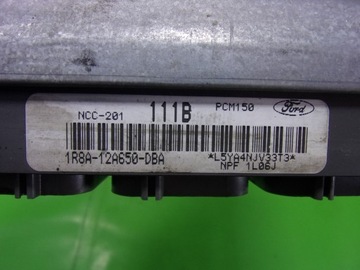 NCC-201 111B PCM150 Ford
1R8A-12A650-DBA *L5YA4NJV33T3*
NPF 1L06J